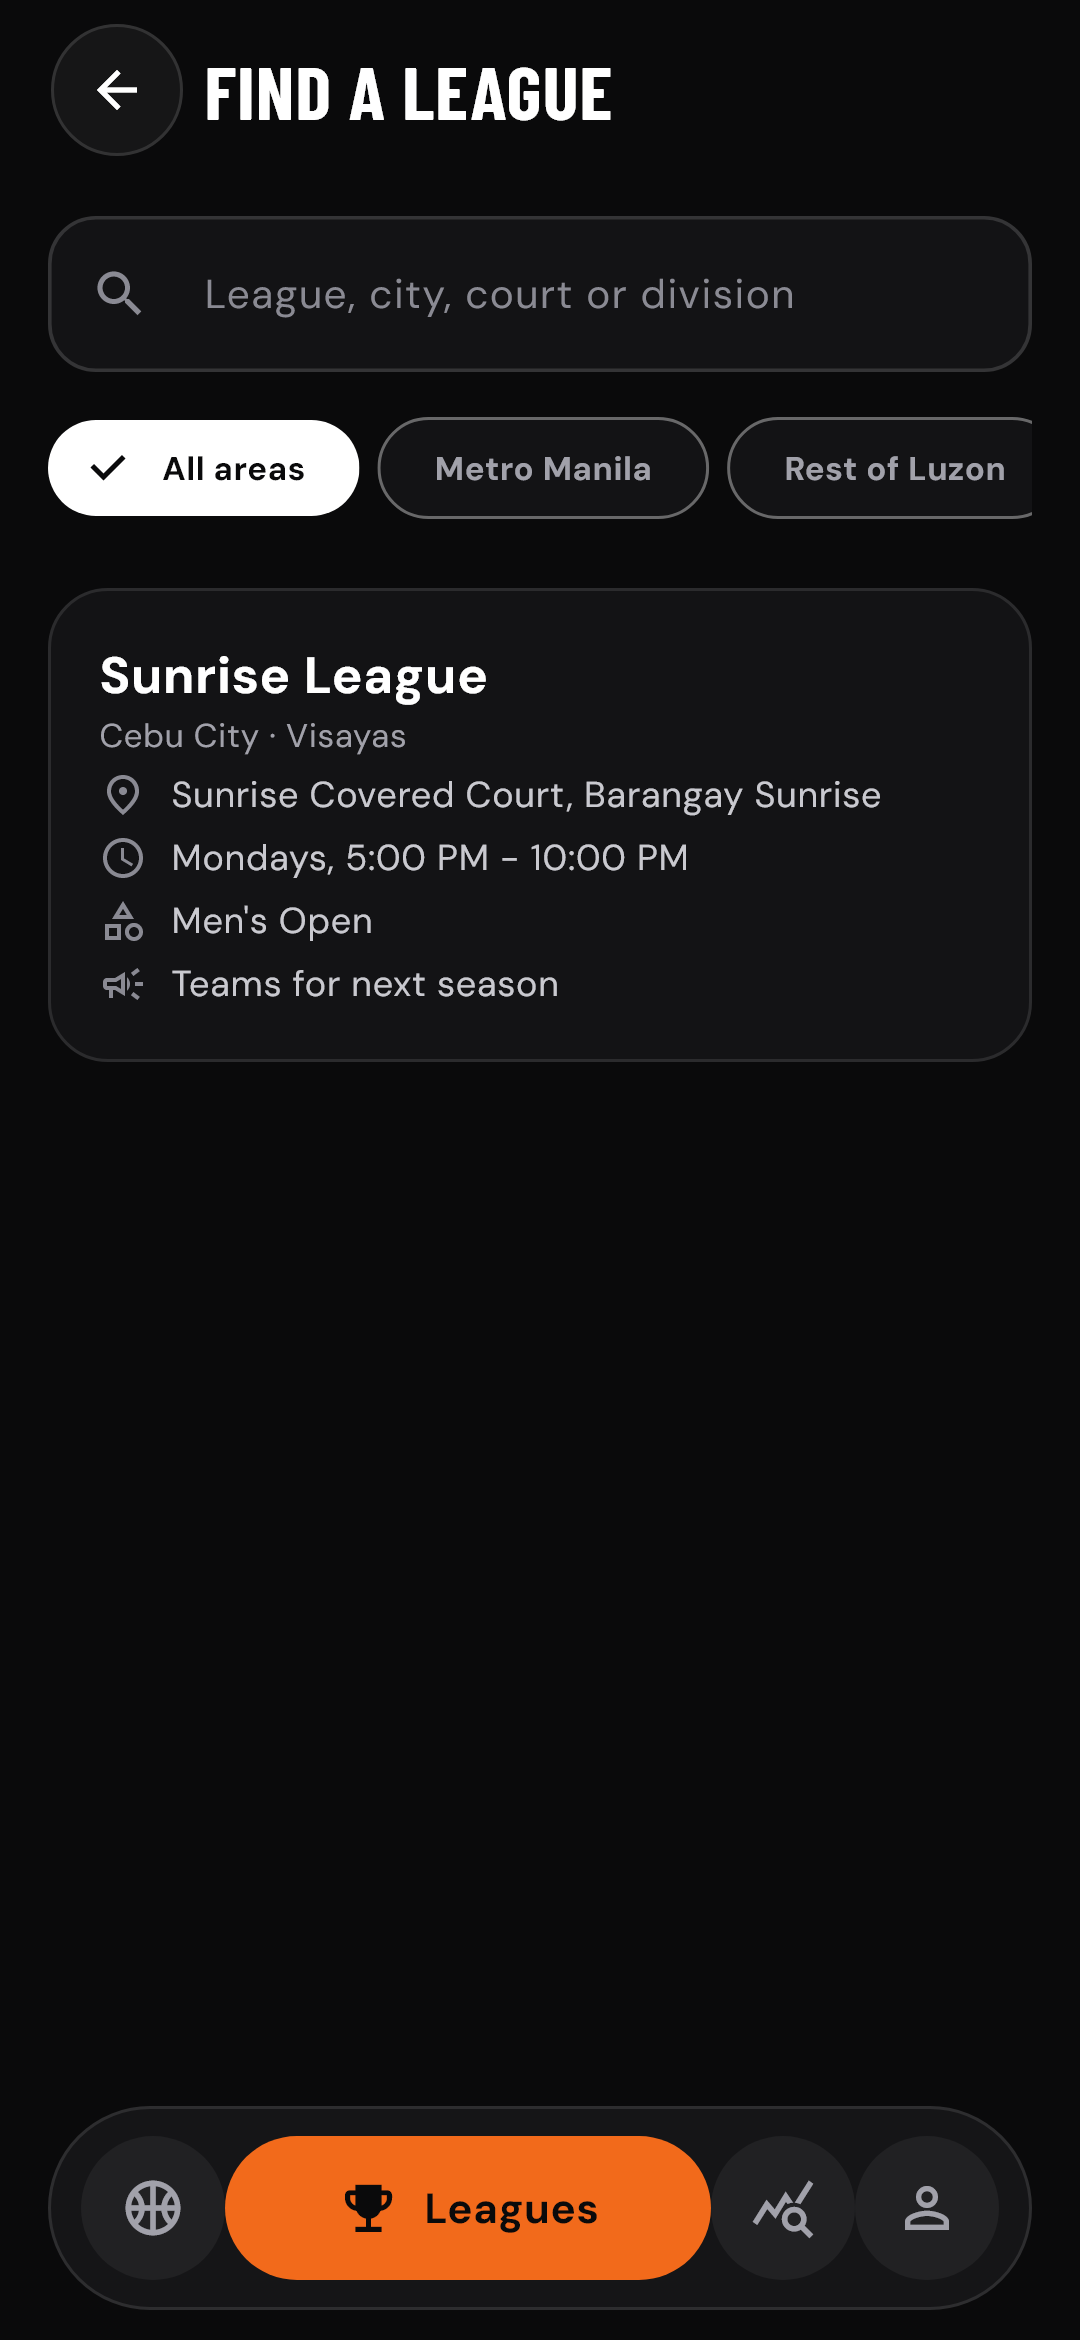 FIND A LEAGUE
League, city, court or division
All areas
Metro Manila
Rest of Luzon
Sunrise League
Cebu City · Visayas
Sunrise Covered Court, Barangay Sunrise
Mondays, 5:00 PM – 10:00 PM
Men's Open
Teams for next season
Leagues